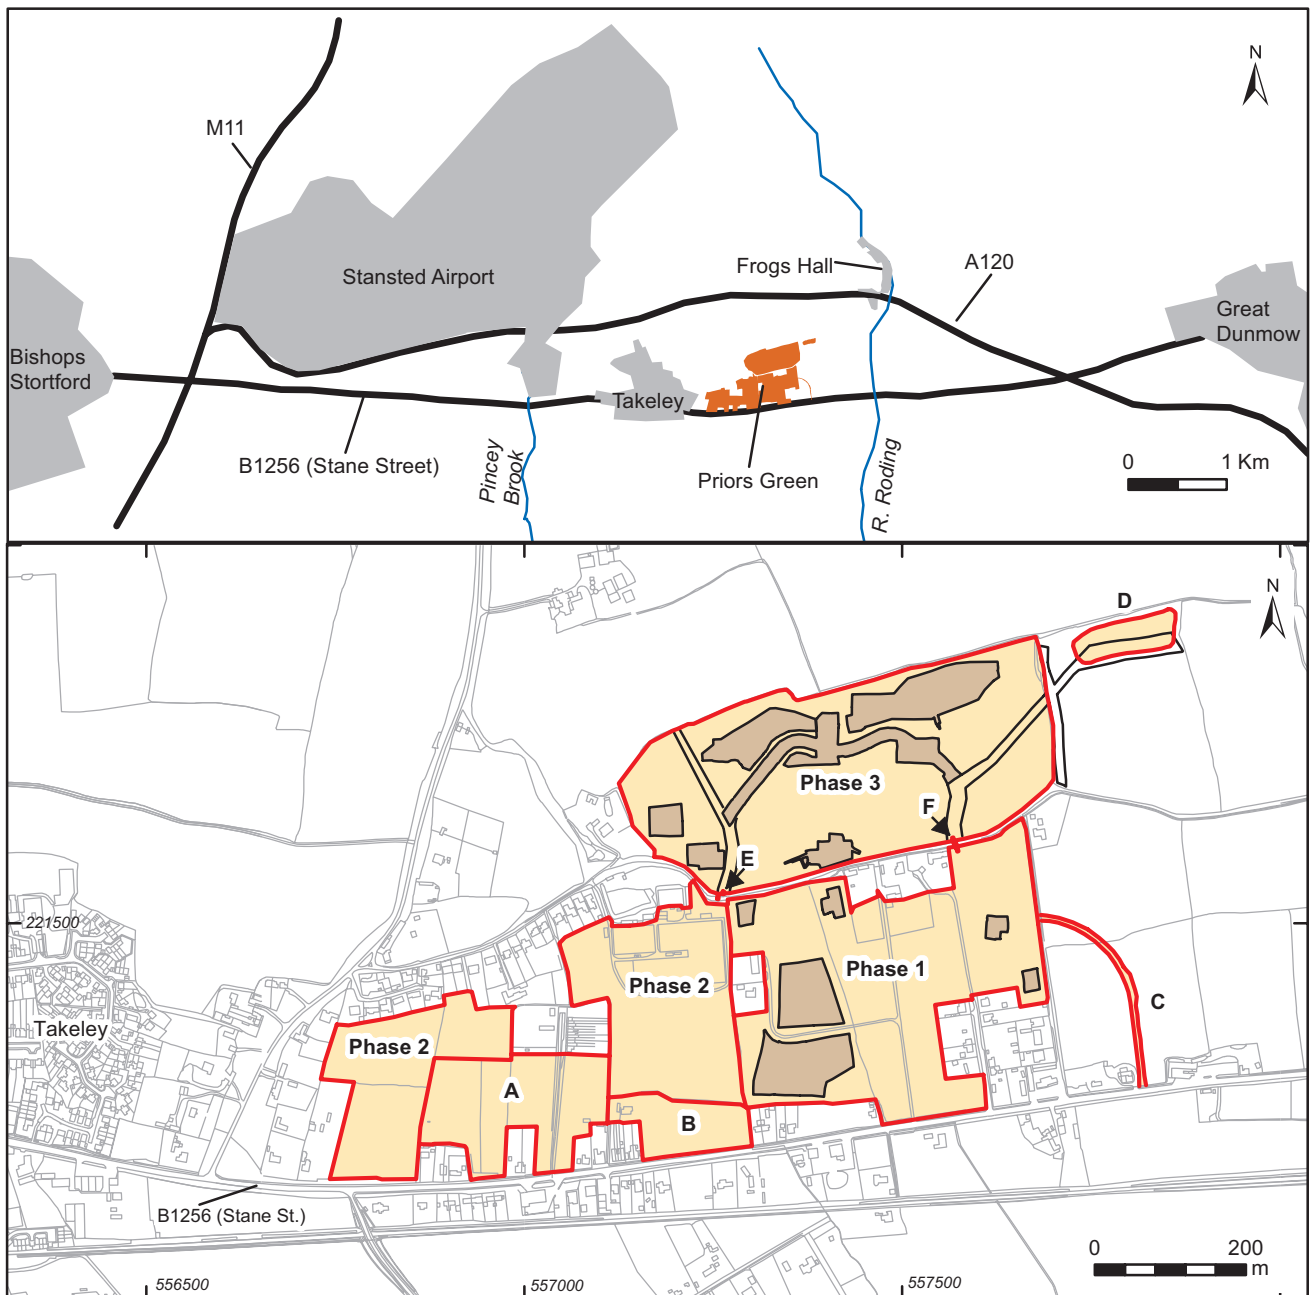 N
M11
Stansted Airport
Frogs Hall
A120
Great
Dunmow
Bishops
Stortford
Takeley
B1256 (Stane Street)
Pincey
Brook
Priors Green
R. Roding
0 1 Km
N
D
Phase 3
F
E
221500
Phase 2
Phase 1
C
Takeley
Phase 2
A
B
B1256 (Stane St.)
0 200
m
556500
557000
557500